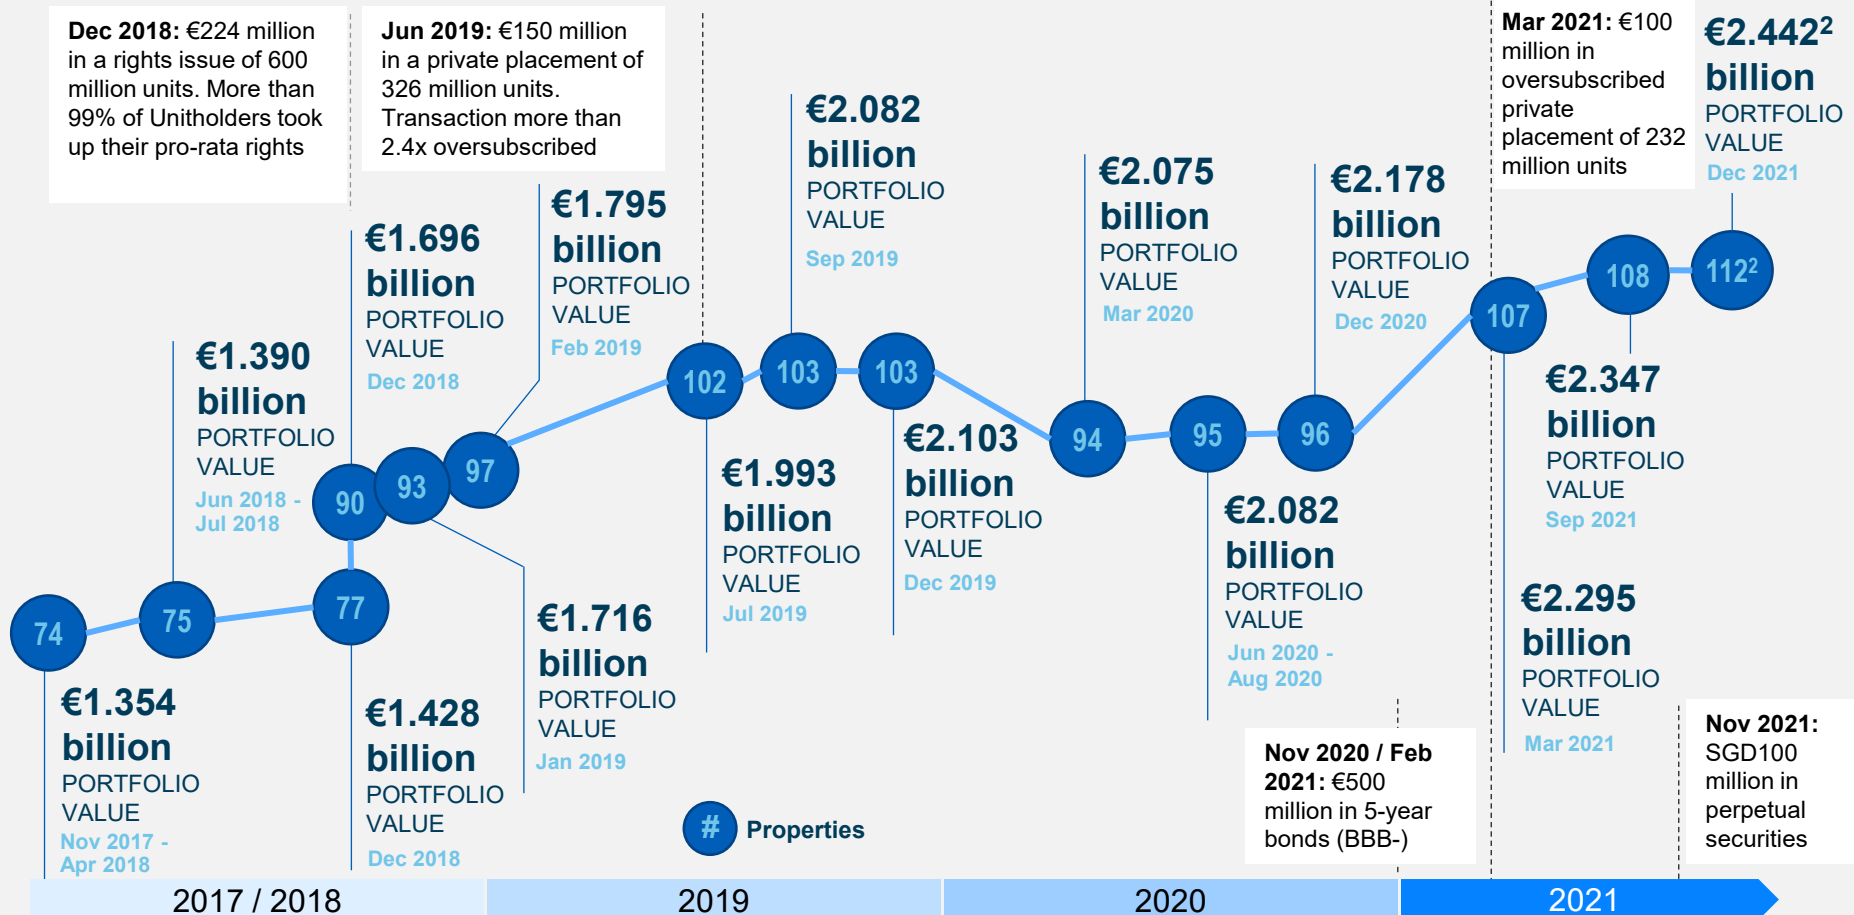 Dec 2018: €224 million
in a rights issue of 600
million units. More than
99% of Unitholders took
up their pro-rata rights
Jun 2019: €150 million
in a private placement of
326 million units.
Transaction more than
2.4x oversubscribed
Mar 2021: €100
million in
oversubscribed
private
placement of 232
million units
€2.442²
billion
PORTFOLIO
VALUE
Dec 2021
€2.082
billion
PORTFOLIO
VALUE
Sep 2019
€2.075
billion
PORTFOLIO
VALUE
Mar 2020
€2.178
billion
PORTFOLIO
VALUE
Dec 2020
€1.795
billion
PORTFOLIO
VALUE
Feb 2019
€1.696
billion
PORTFOLIO
VALUE
Dec 2018
€1.390
billion
PORTFOLIO
VALUE
Jun 2018 -
Jul 2018
74
75
77
90
93
97
102
103
103
94
95
96
107
108
112²
€1.354
billion
PORTFOLIO
VALUE
Nov 2017 -
Apr 2018
€1.428
billion
PORTFOLIO
VALUE
Dec 2018
€1.716
billion
PORTFOLIO
VALUE
Jan 2019
€1.993
billion
PORTFOLIO
VALUE
Jul 2019
€2.103
billion
PORTFOLIO
VALUE
Dec 2019
€2.082
billion
PORTFOLIO
VALUE
Jun 2020 -
Aug 2020
€2.347
billion
PORTFOLIO
VALUE
Sep 2021
€2.295
billion
PORTFOLIO
VALUE
Mar 2021
Nov 2020 / Feb
2021: €500
million in 5-year
bonds (BBB-)
Nov 2021:
SGD100
million in
perpetual
securities
# Properties
2017 / 2018
2019
2020
2021